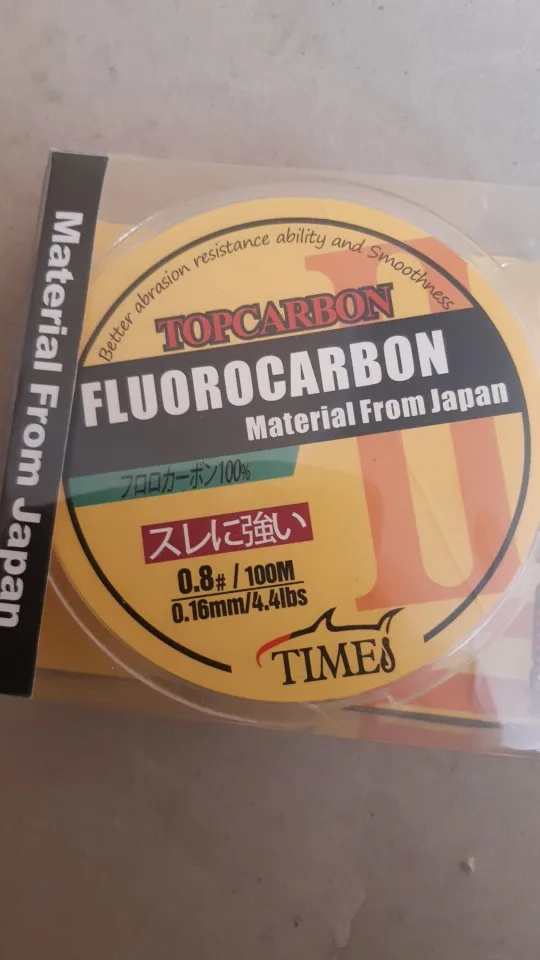 Material From Japan
Better abrasion resistance ability and Smoothness
TOPCARBON
FLUOROCARBON
Material From Japan
フロロカーボン100%
スレに強い
0.8# / 100M
0.16mm/4.4lbs
TIMES